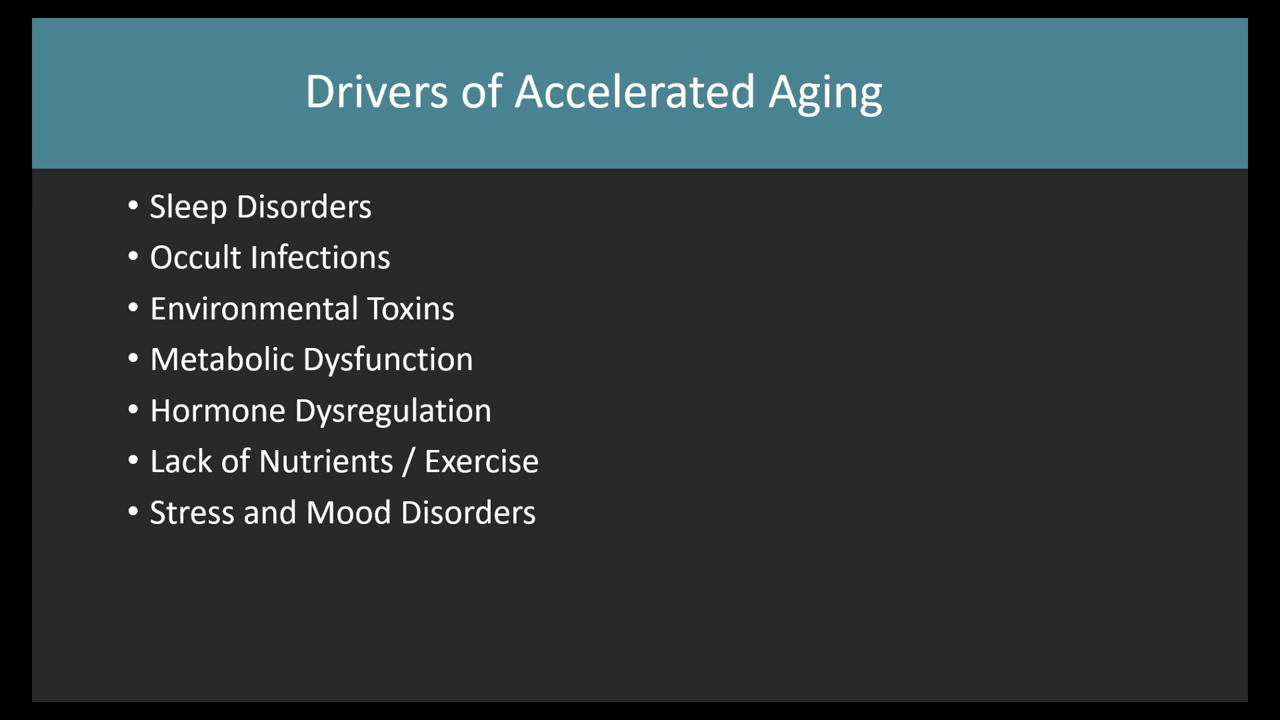 Drivers of Accelerated Aging
• Sleep Disorders
• Occult Infections
• Environmental Toxins
• Metabolic Dysfunction
• Hormone Dysregulation
• Lack of Nutrients / Exercise
• Stress and Mood Disorders